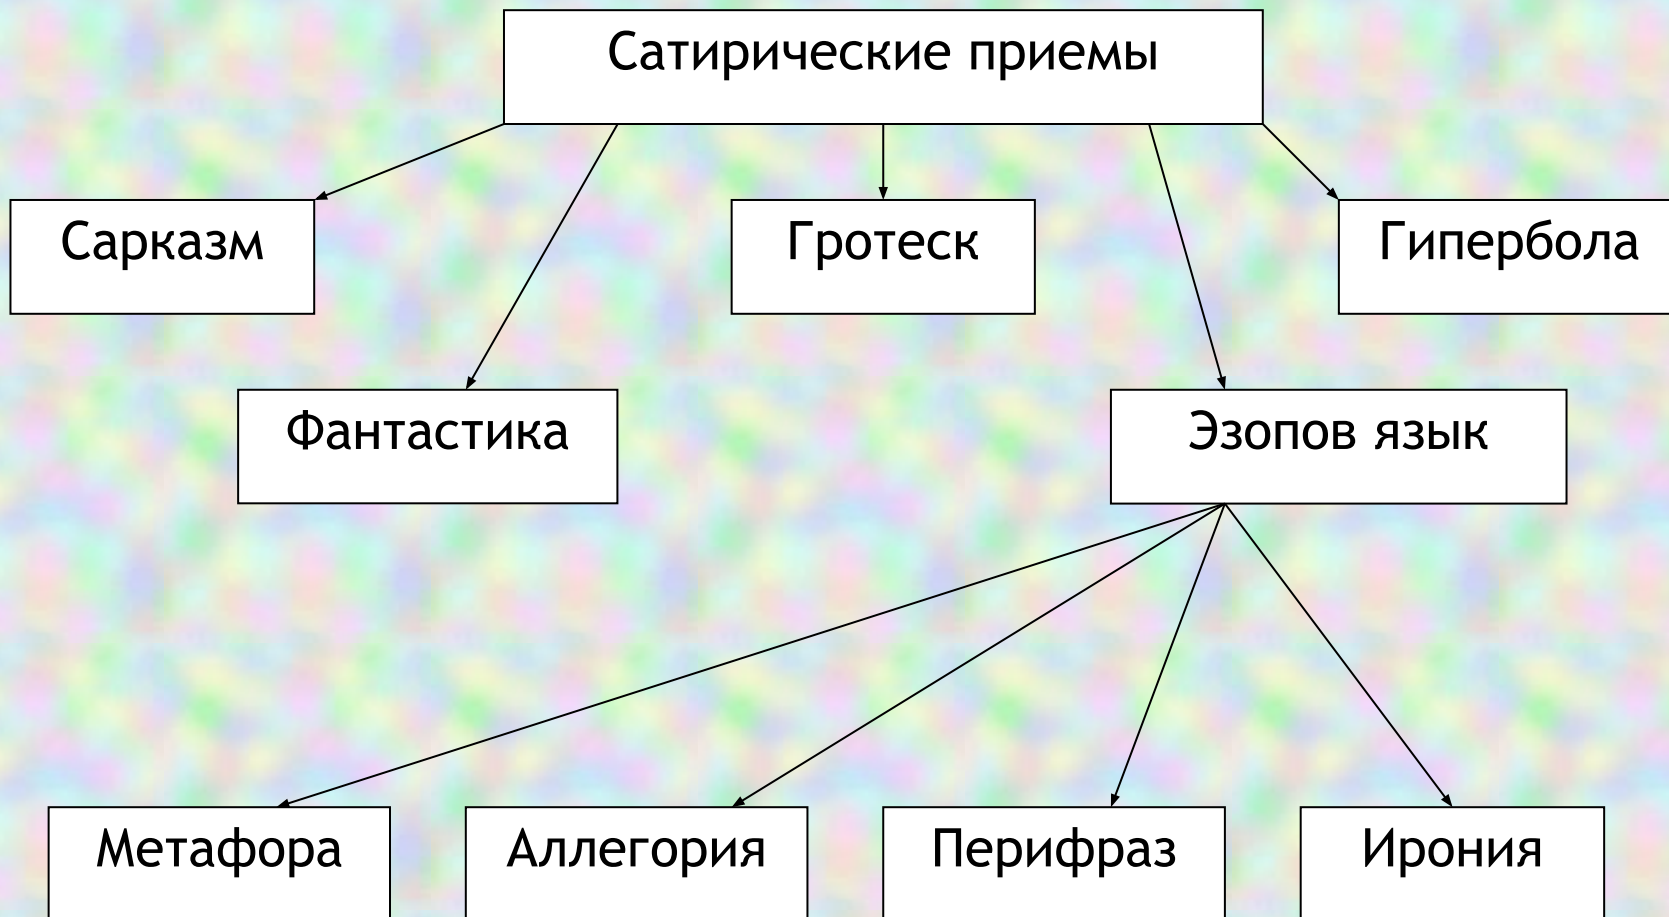 Сатирические приемы
Сарказм
Гротеск
Гипербола
Фантастика
Эзопов язык
Метафора
Аллегория
Перифраз
Ирония